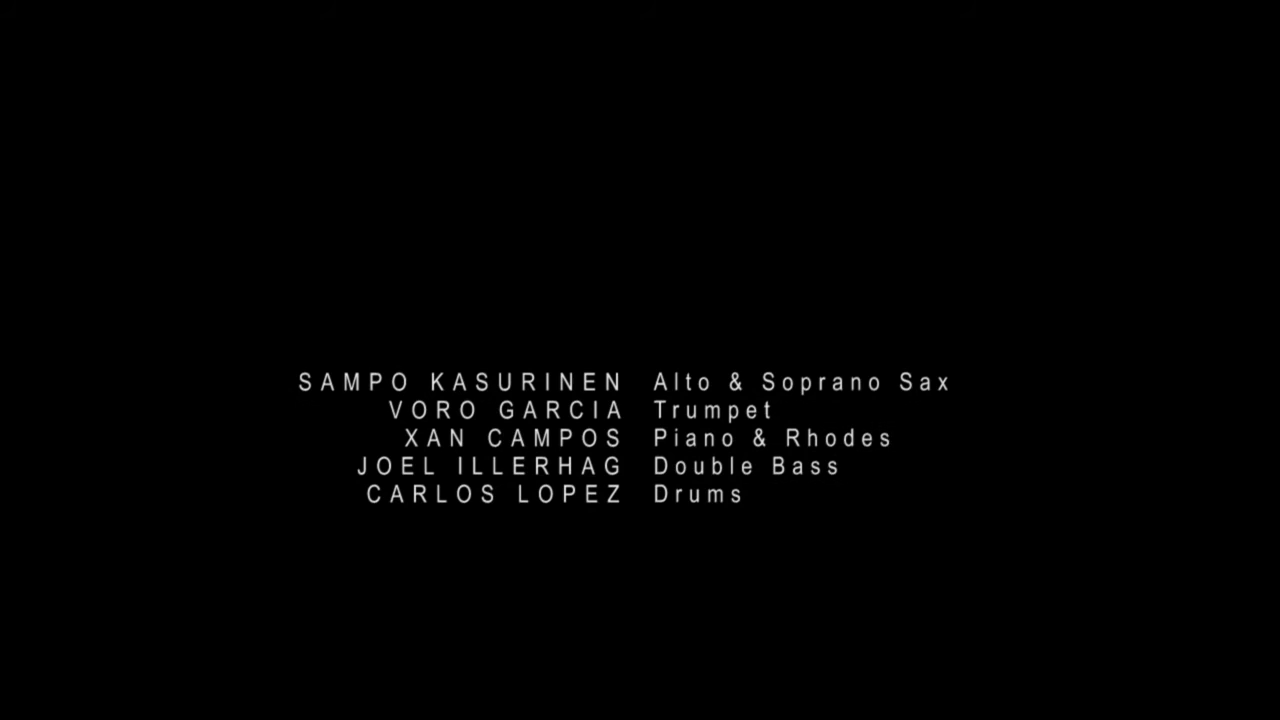 SAMPO KASURINEN Alto & Soprano Sax
VORO GARCIA Trumpet
XAN CAMPOS Piano & Rhodes
JOEL ILLERHAG Double Bass
CARLOS LOPEZ Drums